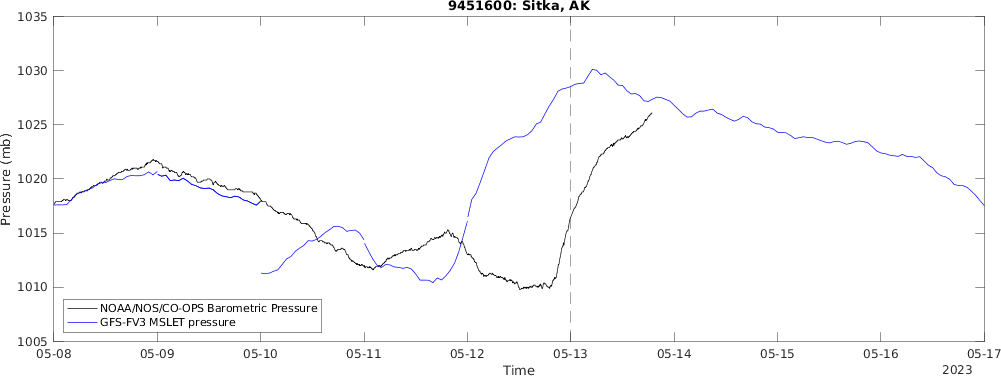 9451600: Sitka, AK
Pressure (mb)
1035
1030
1025
1020
1015
1010
1005
NOAA/NOS/CO-OPS Barometric Pressure
GFS-FV3 MSLET pressure
05-08 05-09 05-10 05-11 05-12 05-13 05-14 05-15 05-16 05-17
Time
2023